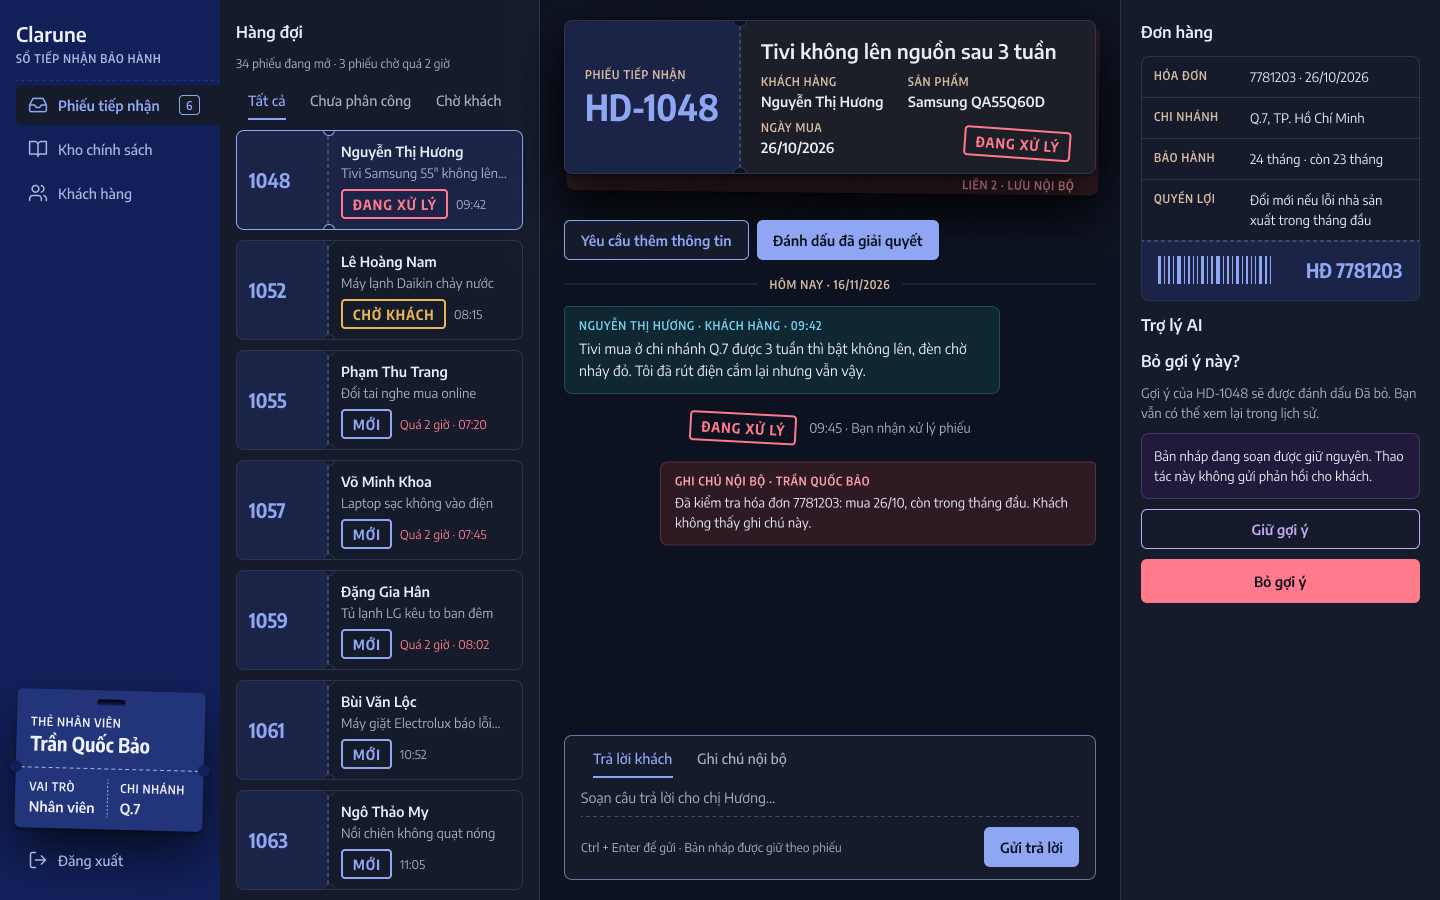 Clarune
SỔ TIẾP NHẬN BẢO HÀNH
Phiếu tiếp nhận 6
Kho chính sách
Khách hàng
THẺ NHÂN VIÊN
Trần Quốc Bảo
VAI TRÒ
Nhân viên
CHI NHÁNH
Q.7
Đăng xuất
Hàng đợi
34 phiếu đang mở · 3 phiếu chờ quá 2 giờ
Tất cả Chưa phân công Chờ khách
1048
Nguyễn Thị Hương
Tivi Samsung 55" không lên...
ĐANG XỬ LÝ 09:42
1052
Lê Hoàng Nam
Máy lạnh Daikin chảy nước
CHỜ KHÁCH 08:15
1055
Phạm Thu Trang
Đổi tai nghe mua online
MỚI Quá 2 giờ · 07:20
1057
Võ Minh Khoa
Laptop sạc không vào điện
MỚI Quá 2 giờ · 07:45
1059
Đặng Gia Hân
Tủ lạnh LG kêu to ban đêm
MỚI Quá 2 giờ · 08:02
1061
Bùi Văn Lộc
Máy giặt Electrolux báo lỗi...
MỚI 10:52
1063
Ngô Thảo My
Nồi chiên không quạt nóng
MỚI 11:05
PHIẾU TIẾP NHẬN
HD-1048
Tivi không lên nguồn sau 3 tuần
KHÁCH HÀNG
Nguyễn Thị Hương
SẢN PHẨM
Samsung QA55Q60D
NGÀY MUA
26/10/2026
ĐANG XỬ LÝ
LIÊN 2 · LƯU NỘI BỘ
Yêu cầu thêm thông tin
Đánh dấu đã giải quyết
HÔM NAY · 16/11/2026
NGUYỄN THỊ HƯƠNG · KHÁCH HÀNG · 09:42
Tivi mua ở chi nhánh Q.7 được 3 tuần thì bật không lên, đèn chờ
nháy đỏ. Tôi đã rút điện cắm lại nhưng vẫn vậy.
ĐANG XỬ LÝ 09:45 · Bạn nhận xử lý phiếu
GHI CHÚ NỘI BỘ · TRẦN QUỐC BẢO
Đã kiểm tra hóa đơn 7781203: mua 26/10, còn trong tháng đầu. Khách
không thấy ghi chú này.
Trả lời khách Ghi chú nội bộ
Soạn câu trả lời cho chị Hương...
Ctrl + Enter để gửi · Bản nháp được giữ theo phiếu
Gửi trả lời
Đơn hàng
HÓA ĐƠN 7781203 · 26/10/2026
CHI NHÁNH Q.7, TP. Hồ Chí Minh
BẢO HÀNH 24 tháng · còn 23 tháng
QUYỀN LỢI Đổi mới nếu lỗi nhà sản
xuất trong tháng đầu
HĐ 7781203
Trợ lý AI
Bỏ gợi ý này?
Gợi ý của HD-1048 sẽ được đánh dấu Đã bỏ. Bạn
vẫn có thể xem lại trong lịch sử.
Bản nháp đang soạn được giữ nguyên. Thao
tác này không gửi phản hồi cho khách.
Giữ gợi ý
Bỏ gợi ý